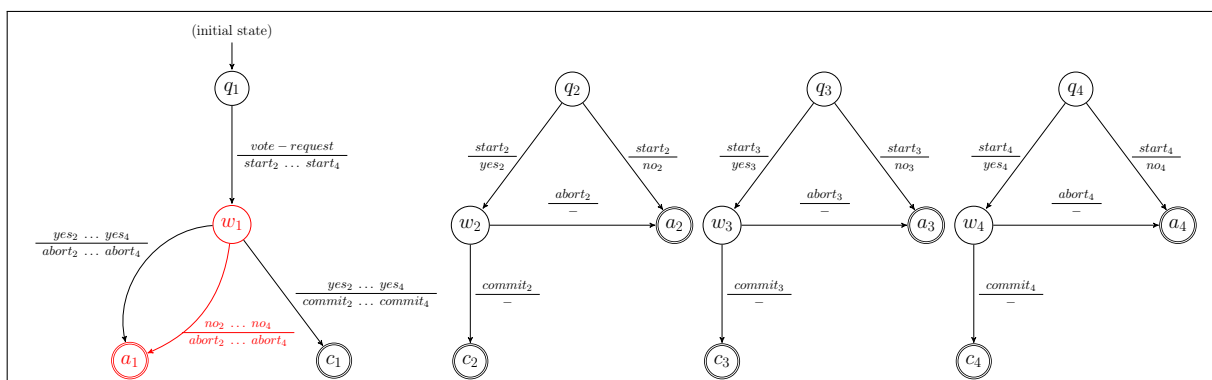 (initial state)
q1
q2
q3
q4
vote − request
start2 ... start4
start2
yes2
start2
no2
start3
yes3
start3
no3
start4
yes4
start4
no4
w1
w2
abort2
−
a2
w3
abort3
−
a3
w4
abort4
−
a4
yes2 ... yes4
abort2 ... abort4
yes2 ... yes4
commit2 ... commit4
no2 ... no4
abort2 ... abort4
commit2
−
commit3
−
commit4
−
a1
c1
c2
c3
c4